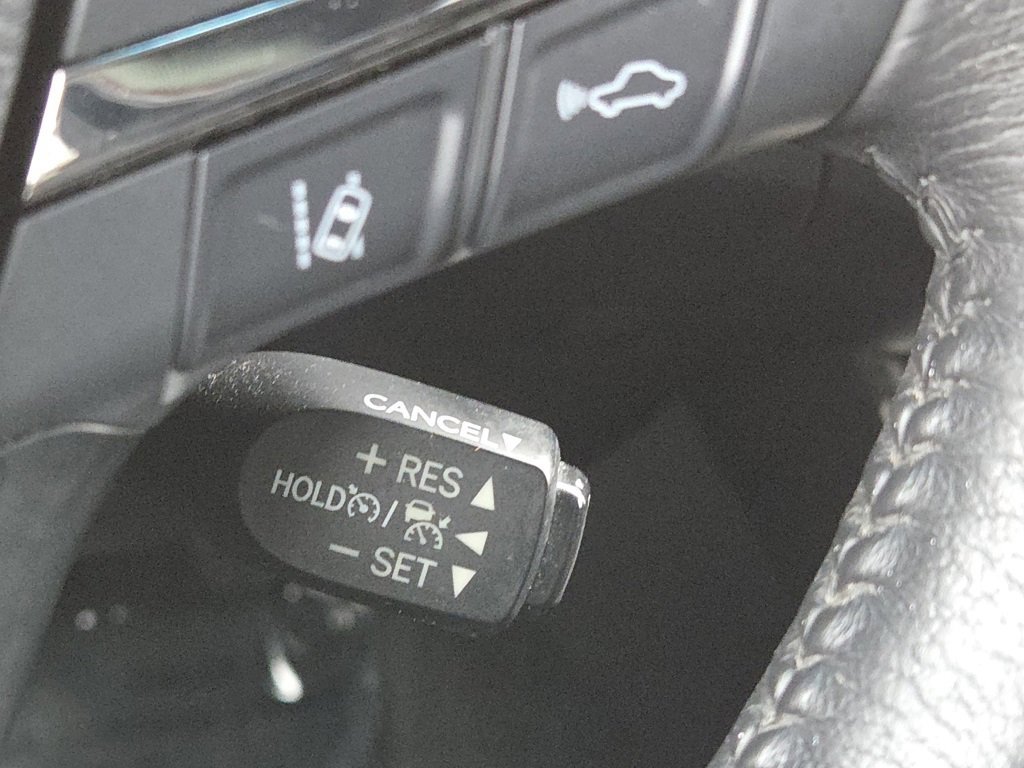 CANCEL▼
+ RES ▲
HOLD / ◀
− SET ▼